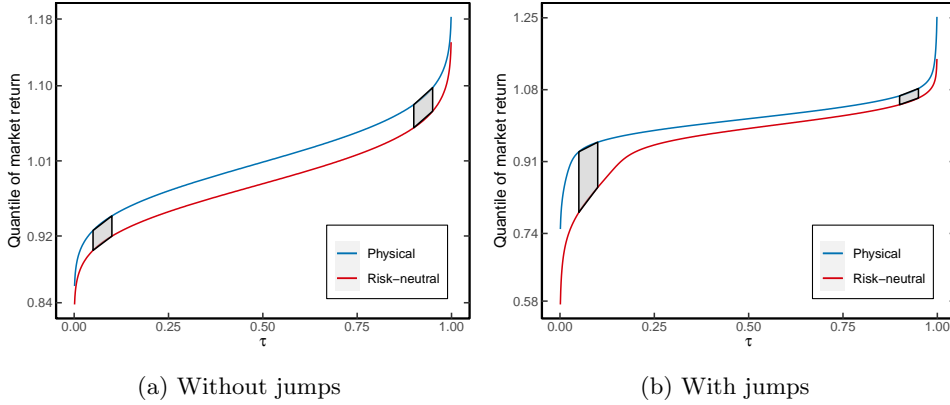 1.18
1.10
1.01
0.92
0.84
Quantile of market return
Physical
Risk−neutral
0.00
0.25
0.50
0.75
1.00
τ
(a) Without jumps
1.25
1.08
0.91
0.74
0.58
Quantile of market return
Physical
Risk−neutral
0.00
0.25
0.50
0.75
1.00
τ
(b) With jumps